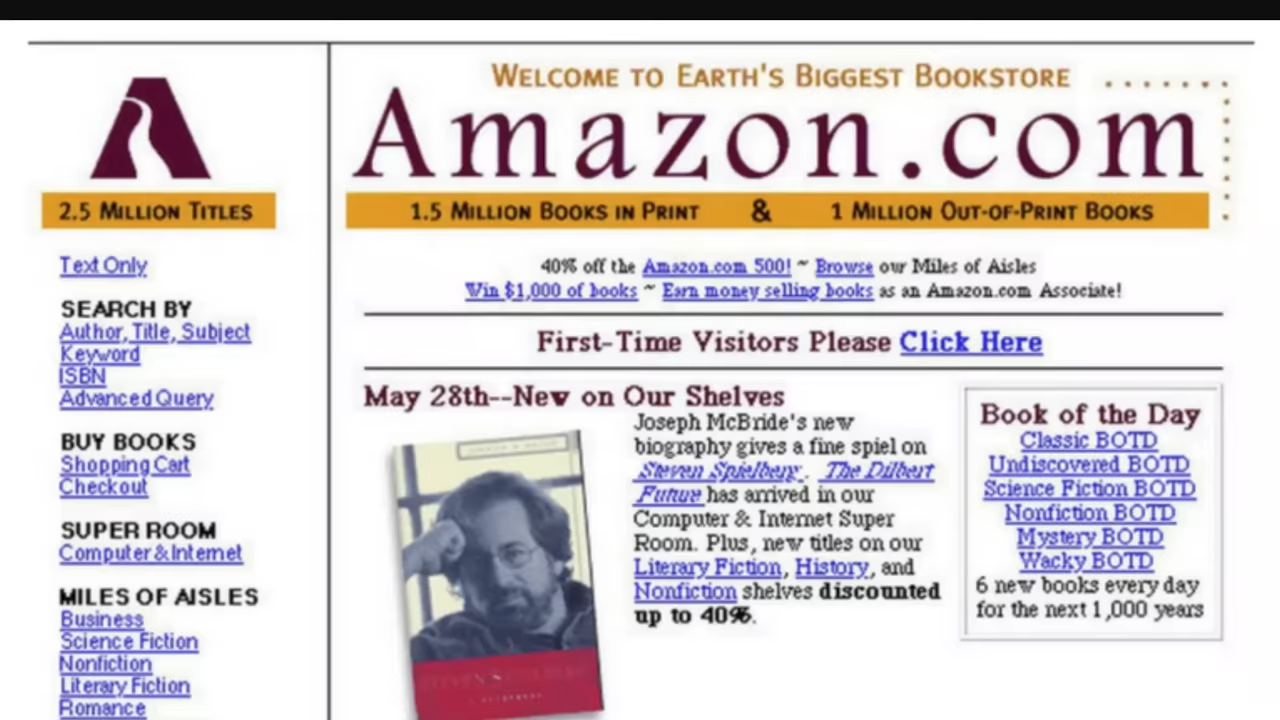 2.5 MILLION TITLES
Text Only
SEARCH BY
Author, Title, Subject
Keyword
ISBN
Advanced Query
BUY BOOKS
Shopping Cart
Checkout
SUPER ROOM
Computer & Internet
MILES OF AISLES
Business
Science Fiction
Nonfiction
Literary Fiction
Romance
WELCOME TO EARTH'S BIGGEST BOOKSTORE
Amazon.com
1.5 MILLION BOOKS IN PRINT & 1 MILLION OUT-OF-PRINT BOOKS
40% off the Amazon.com 500! ~ Browse our Miles of Aisles
Win $1,000 of books ~ Earn money selling books as an Amazon.com Associate!
First-Time Visitors Please Click Here
May 28th--New on Our Shelves
Joseph McBride's new
biography gives a fine spiel on
Steven Spielberg. The Dilbert
Future has arrived in our
Computer & Internet Super
Room. Plus, new titles on our
Literary Fiction, History, and
Nonfiction shelves discounted
up to 40%.
Book of the Day
Classic BOTD
Undiscovered BOTD
Science Fiction BOTD
Nonfiction BOTD
Mystery BOTD
Wacky BOTD
6 new books every day
for the next 1,000 years